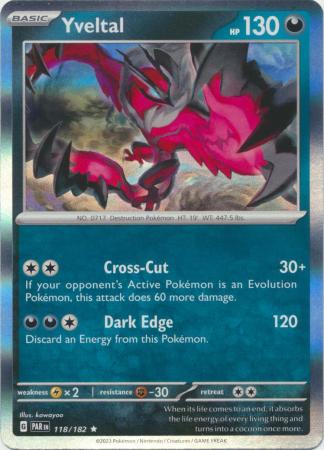 BASIC
Yveltal
HP 130
NO. 0717 Destruction Pokémon HT: 19' WT: 447.5 lbs.
Cross-Cut 30+
If your opponent's Active Pokémon is an Evolution
Pokémon, this attack does 60 more damage.
Dark Edge 120
Discard an Energy from this Pokémon.
weakness ×2 resistance -30 retreat
Illus. kawayoo
G PAR EN 118/182 ★
When its life comes to an end, it absorbs
the life energy of every living thing and
turns into a cocoon once more.
©2023 Pokémon / Nintendo / Creatures / GAME FREAK